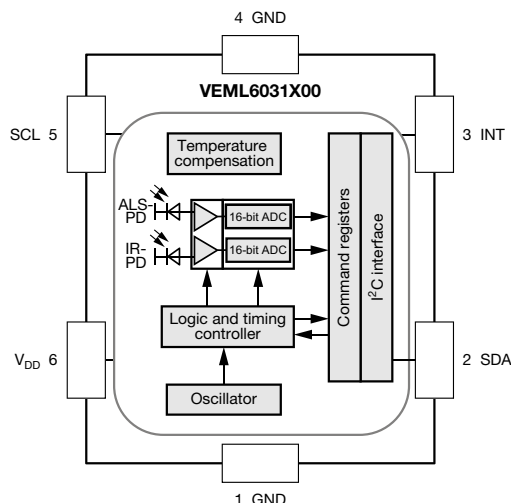 4 GND
VEML6031X00
SCL 5
3 INT
Temperature
compensation
ALS-
PD
16-bit ADC
IR-
PD
16-bit ADC
Command registers
I²C interface
Logic and timing
controller
V_DD 6
2 SDA
Oscillator
1 GND